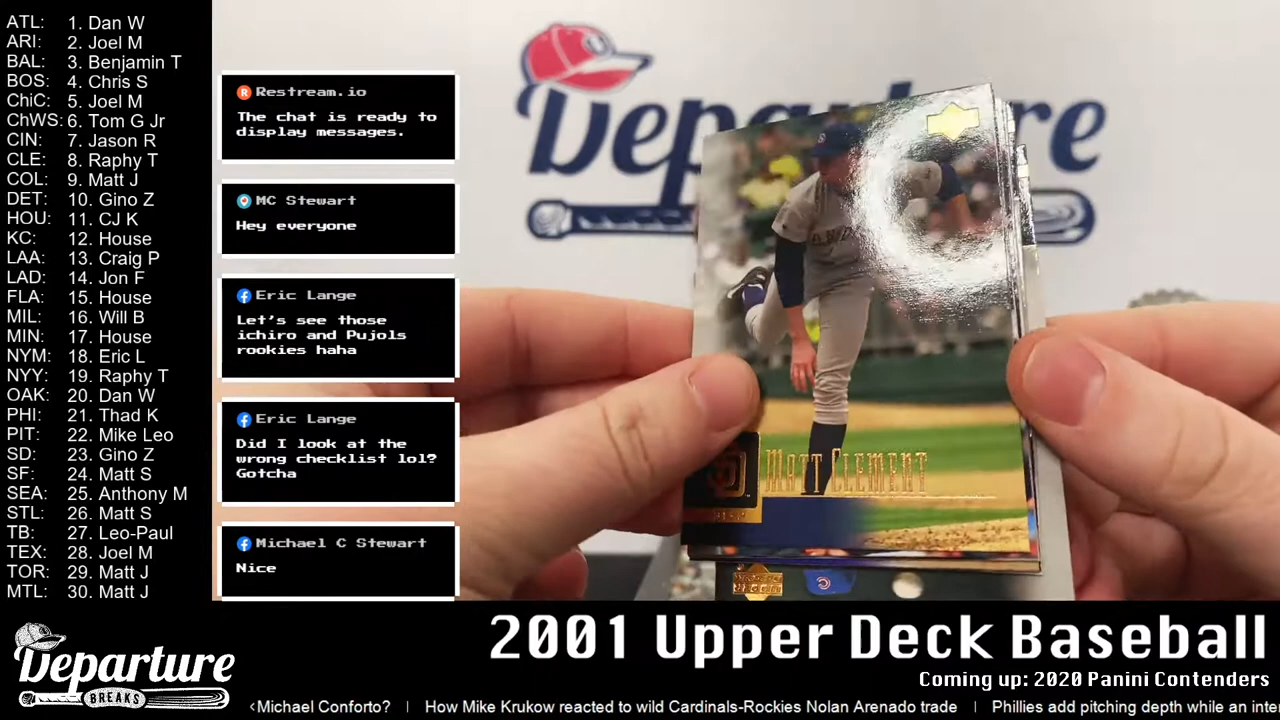 ATL: 1. Dan W
ARI: 2. Joel M
BAL: 3. Benjamin T
BOS: 4. Chris S
ChiC: 5. Joel M
ChWS: 6. Tom G Jr
CIN: 7. Jason R
CLE: 8. Raphy T
COL: 9. Matt J
DET: 10. Gino Z
HOU: 11. CJ K
KC: 12. House
LAA: 13. Craig P
LAD: 14. Jon F
FLA: 15. House
MIL: 16. Will B
MIN: 17. House
NYM: 18. Eric L
NYY: 19. Raphy T
OAK: 20. Dan W
PHI: 21. Thad K
PIT: 22. Mike Leo
SD: 23. Gino Z
SF: 24. Matt S
SEA: 25. Anthony M
STL: 26. Matt S
TB: 27. Leo-Paul
TEX: 28. Joel M
TOR: 29. Matt J
MTL: 30. Matt J
Restream.io
The chat is ready to
display messages.
MC Stewart
Hey everyone
Eric Lange
Let's see those
ichiro and Pujols
rookies haha
Eric Lange
Did I look at the
wrong checklist lol?
Gotcha
Michael C Stewart
Nice
Departure
MATT CLEMENT
UPPER DECK
Departure
BREAKS
2001 Upper Deck Baseball
Coming up: 2020 Panini Contenders
Michael Conforto? | How Mike Krukow reacted to wild Cardinals-Rockies Nolan Arenado trade | Phillies add pitching depth while an inte